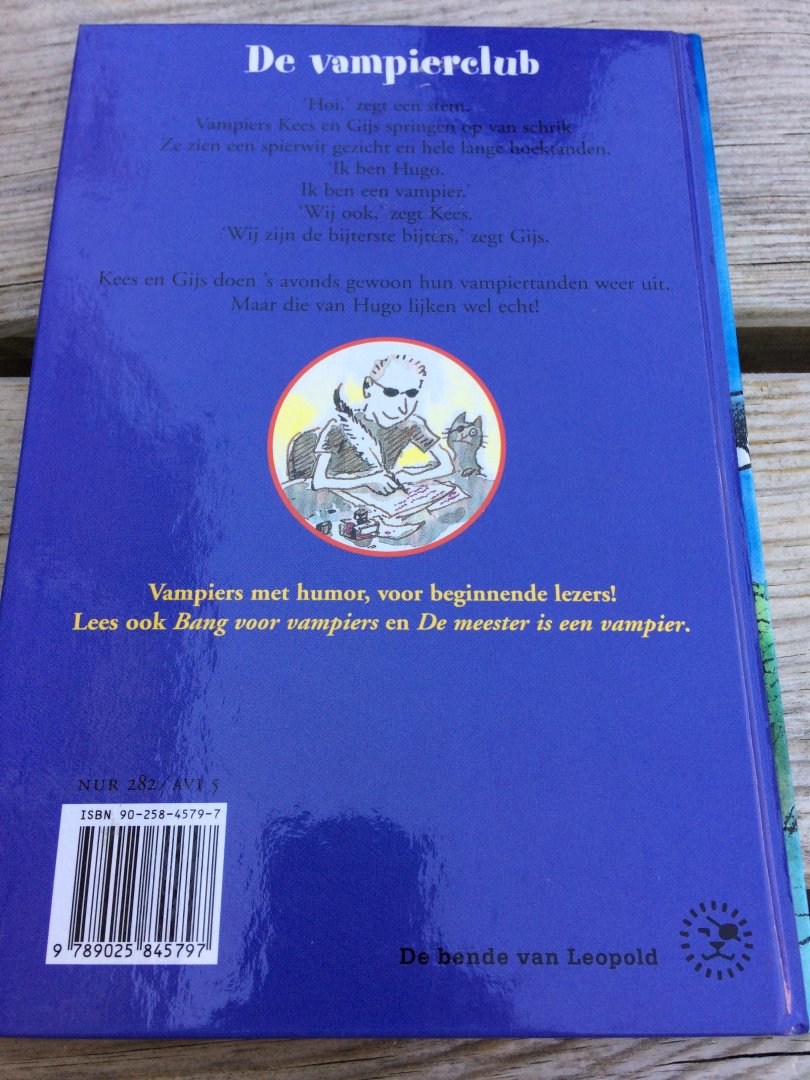 De vampierclub
'Hoi,' zegt een stem.
Vampiers Kees en Gijs springen op van schrik.
Ze zien een spierwit gezicht en hele lange hoektanden.
'Ik ben Hugo.
Ik ben een vampier.'
'Wij ook,' zegt Kees.
'Wij zijn de bijterste bijters,' zegt Gijs.
Kees en Gijs doen 's avonds gewoon hun vampiertanden weer uit.
Maar die van Hugo lijken wel echt!
Vampiers met humor, voor beginnende lezers!
Lees ook Bang voor vampiers en De meester is een vampier.
NUR 282/AVI 5
ISBN 90-258-4579-7
9 789025 845797
De bende van Leopold